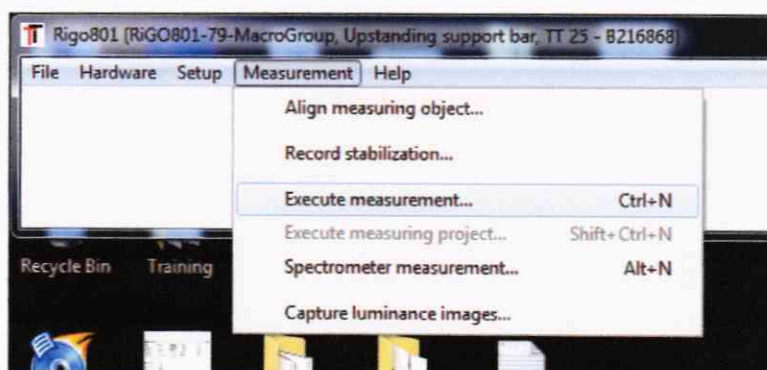 Rigo801 [RiGO801-79-MacroGroup, Upstanding support bar, TT 25 - B216868]
File Hardware Setup Measurement Help
Align measuring object...
Record stabilization...
Execute measurement... Ctrl+N
Execute measuring project... Shift+Ctrl+N
Spectrometer measurement... Alt+N
Capture luminance images...
Recycle Bin Training